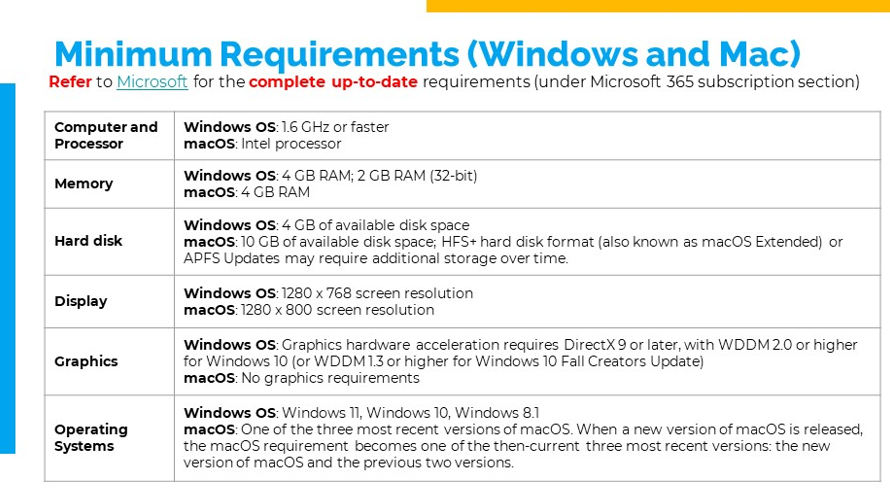 Minimum Requirements (Windows and Mac)
Refer to Microsoft for the complete up-to-date requirements (under Microsoft 365 subscription section)
Computer and
Processor
Windows OS: 1.6 GHz or faster
macOS: Intel processor
Memory
Windows OS: 4 GB RAM; 2 GB RAM (32-bit)
macOS: 4 GB RAM
Hard disk
Windows OS: 4 GB of available disk space
macOS: 10 GB of available disk space; HFS+ hard disk format (also known as macOS Extended) or
APFS Updates may require additional storage over time.
Display
Windows OS: 1280 x 768 screen resolution
macOS: 1280 x 800 screen resolution
Graphics
Windows OS: Graphics hardware acceleration requires DirectX 9 or later, with WDDM 2.0 or higher
for Windows 10 (or WDDM 1.3 or higher for Windows 10 Fall Creators Update)
macOS: No graphics requirements
Operating
Systems
Windows OS: Windows 11, Windows 10, Windows 8.1
macOS: One of the three most recent versions of macOS. When a new version of macOS is released,
the macOS requirement becomes one of the then-current three most recent versions: the new
version of macOS and the previous two versions.